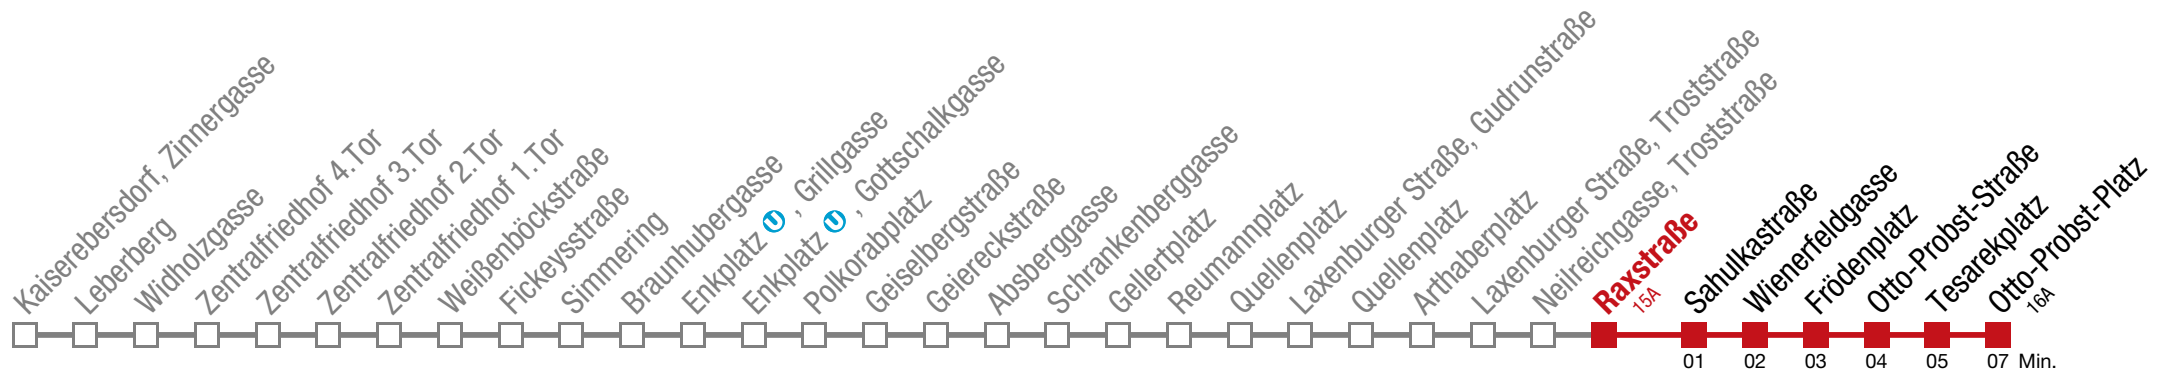 Kaiserebersdorf, Zinnergasse
Leberberg
Widholzgasse
Zentralfriedhof 4.Tor
Zentralfriedhof 3.Tor
Zentralfriedhof 2.Tor
Zentralfriedhof 1.Tor
Weißenböckstraße
Fickeysstraße
Simmering
Braunhubergasse
Enkplatz U, Grillgasse
Enkplatz U, Gottschalkgasse
Polkorabplatz
Geiselbergstraße
Geiereckstraße
Absberggasse
Schrankenberggasse
Gellertplatz
Reumannplatz
Quellenplatz
Laxenburger Straße, Gudrunstraße
Quellenplatz
Arthaberplatz
Laxenburger Straße, Troststraße
Neilreichgasse, Troststraße
Raxstraße
15A
Sahulkastraße
Wienerfeldgasse
Frödenplatz
Otto-Probst-Straße
Tesarekplatz
Otto-Probst-Platz
16A
01 02 03 04 05 07 Min.